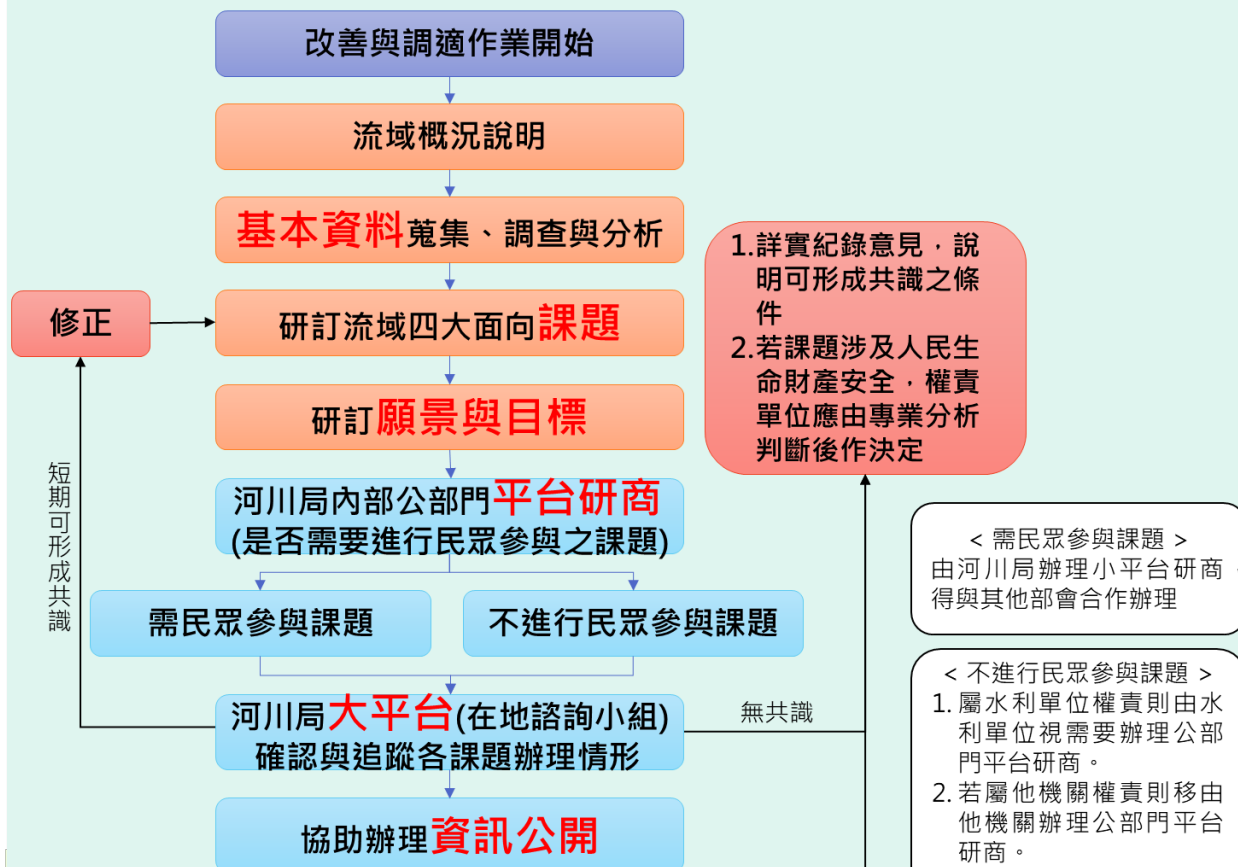 改善與調適作業開始
流域概況說明
基本資料蒐集、調查與分析
修正
研訂流域四大面向課題
研訂願景與目標
1.詳實紀錄意見，說
明可形成共識之條
件
2.若課題涉及人民生
命財產安全，權責
單位應由專業分析
判斷後作決定
短期可形成共識
河川局內部公部門平台研商
(是否需要進行民眾參與之課題)
需民眾參與課題
不進行民眾參與課題
河川局大平台(在地諮詢小組)
確認與追蹤各課題辦理情形
無共識
協助辦理資訊公開
< 需民眾參與課題 >
由河川局辦理小平台研商，
得與其他部會合作辦理
< 不進行民眾參與課題 >
1. 屬水利單位權責則由水
利單位視需要辦理公部
門平台研商。
2. 若屬他機關權責則移由
他機關辦理公部門平台
研商。